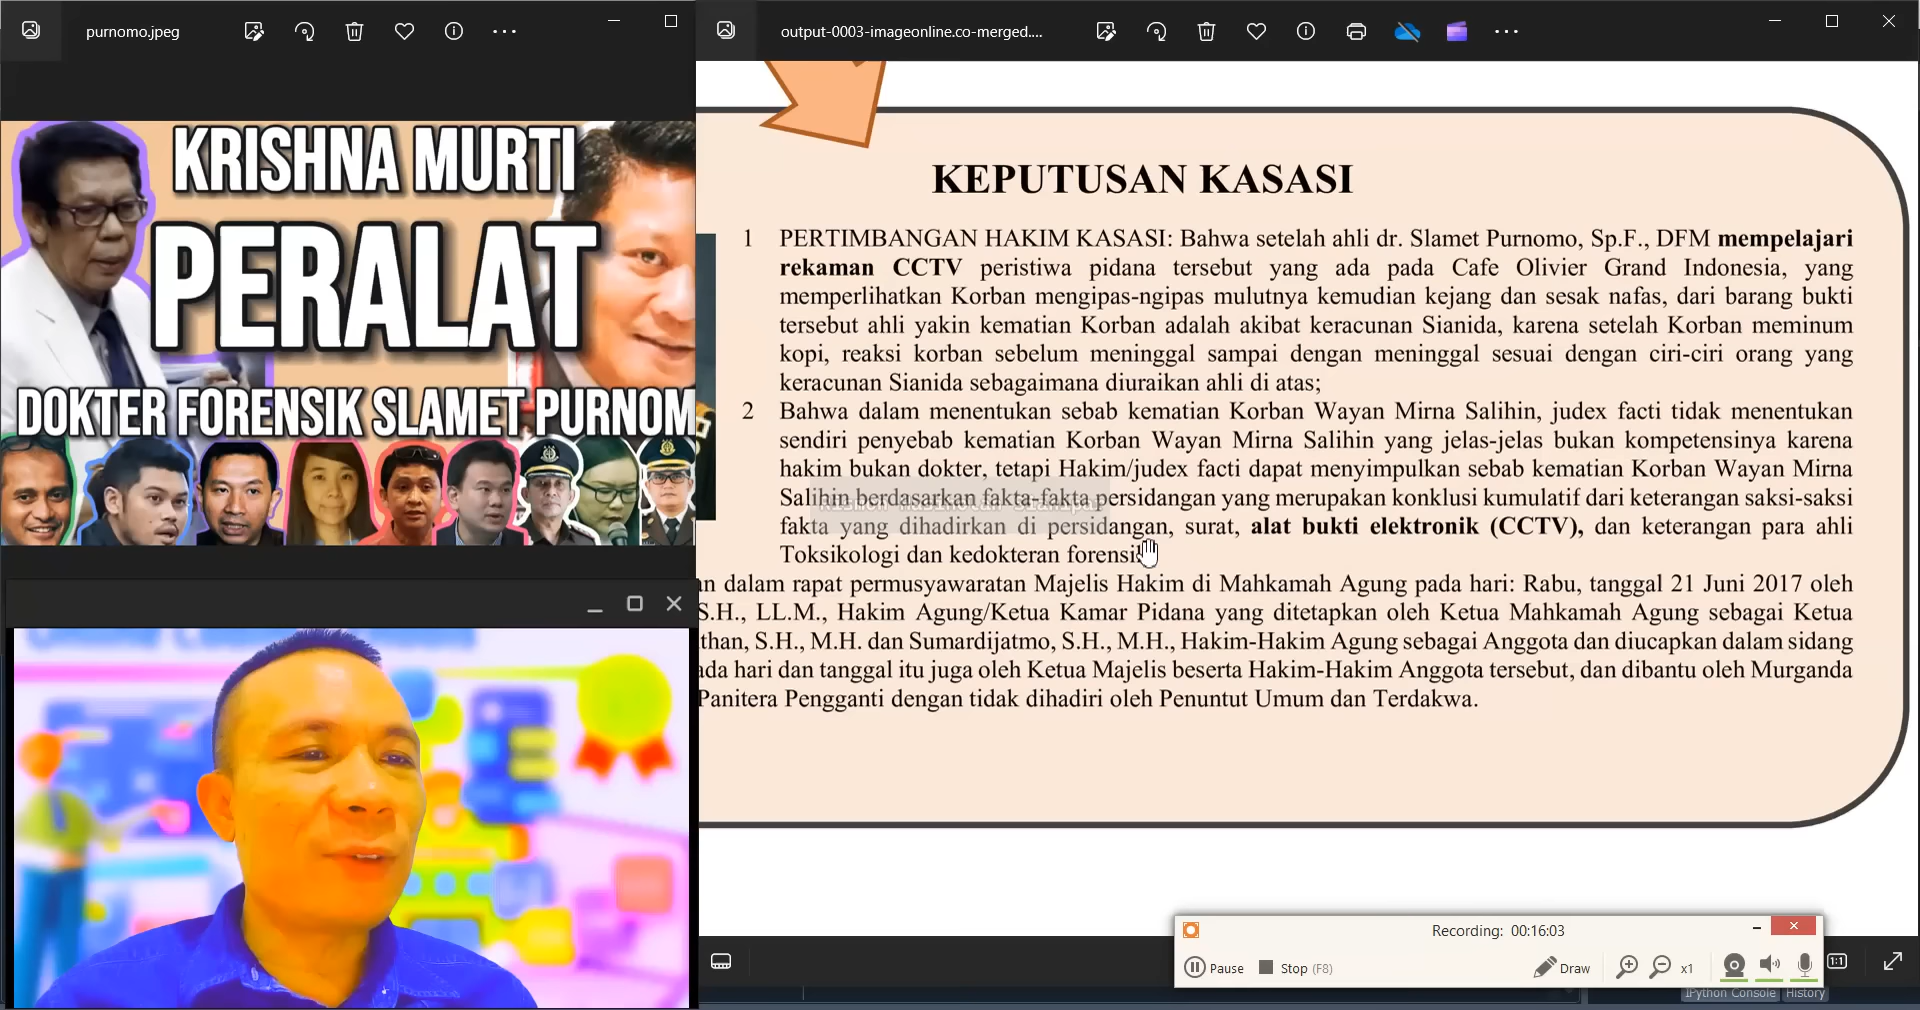 purnomo.jpeg
output-0003-imageonline.co-merged....
KRISHNA MURTI
PERALAT
DOKTER FORENSIK SLAMET PURNOM
KEPUTUSAN KASASI
1 PERTIMBANGAN HAKIM KASASI: Bahwa setelah ahli dr. Slamet Purnomo, Sp.F., DFM mempelajari
rekaman CCTV peristiwa pidana tersebut yang ada pada Cafe Olivier Grand Indonesia, yang
memperlihatkan Korban mengipas-ngipas mulutnya kemudian kejang dan sesak nafas, dari barang bukti
tersebut ahli yakin kematian Korban adalah akibat keracunan Sianida, karena setelah Korban meminum
kopi, reaksi korban sebelum meninggal sampai dengan meninggal sesuai dengan ciri-ciri orang yang
keracunan Sianida sebagaimana diuraikan ahli di atas;
2 Bahwa dalam menentukan sebab kematian Korban Wayan Mirna Salihin, judex facti tidak menentukan
sendiri penyebab kematian Korban Wayan Mirna Salihin yang jelas-jelas bukan kompetensinya karena
hakim bukan dokter, tetapi Hakim/judex facti dapat menyimpulkan sebab kematian Korban Wayan Mirna
Salihin berdasarkan fakta-fakta persidangan yang merupakan konklusi kumulatif dari keterangan saksi-saksi
fakta yang dihadirkan di persidangan, surat, alat bukti elektronik (CCTV), dan keterangan para ahli
Toksikologi dan kedokteran forensi
n dalam rapat permusyawaratan Majelis Hakim di Mahkamah Agung pada hari: Rabu, tanggal 21 Juni 2017 oleh
S.H., LL.M., Hakim Agung/Ketua Kamar Pidana yang ditetapkan oleh Ketua Mahkamah Agung sebagai Ketua
than, S.H., M.H. dan Sumardijatmo, S.H., M.H., Hakim-Hakim Agung sebagai Anggota dan diucapkan dalam sidang
ada hari dan tanggal itu juga oleh Ketua Majelis beserta Hakim-Hakim Anggota tersebut, dan dibantu oleh Murganda
Panitera Pengganti dengan tidak dihadiri oleh Penuntut Umum dan Terdakwa.
Recording: 00:16:03
Pause Stop (F8) Draw x1
1:1
IPython Console History